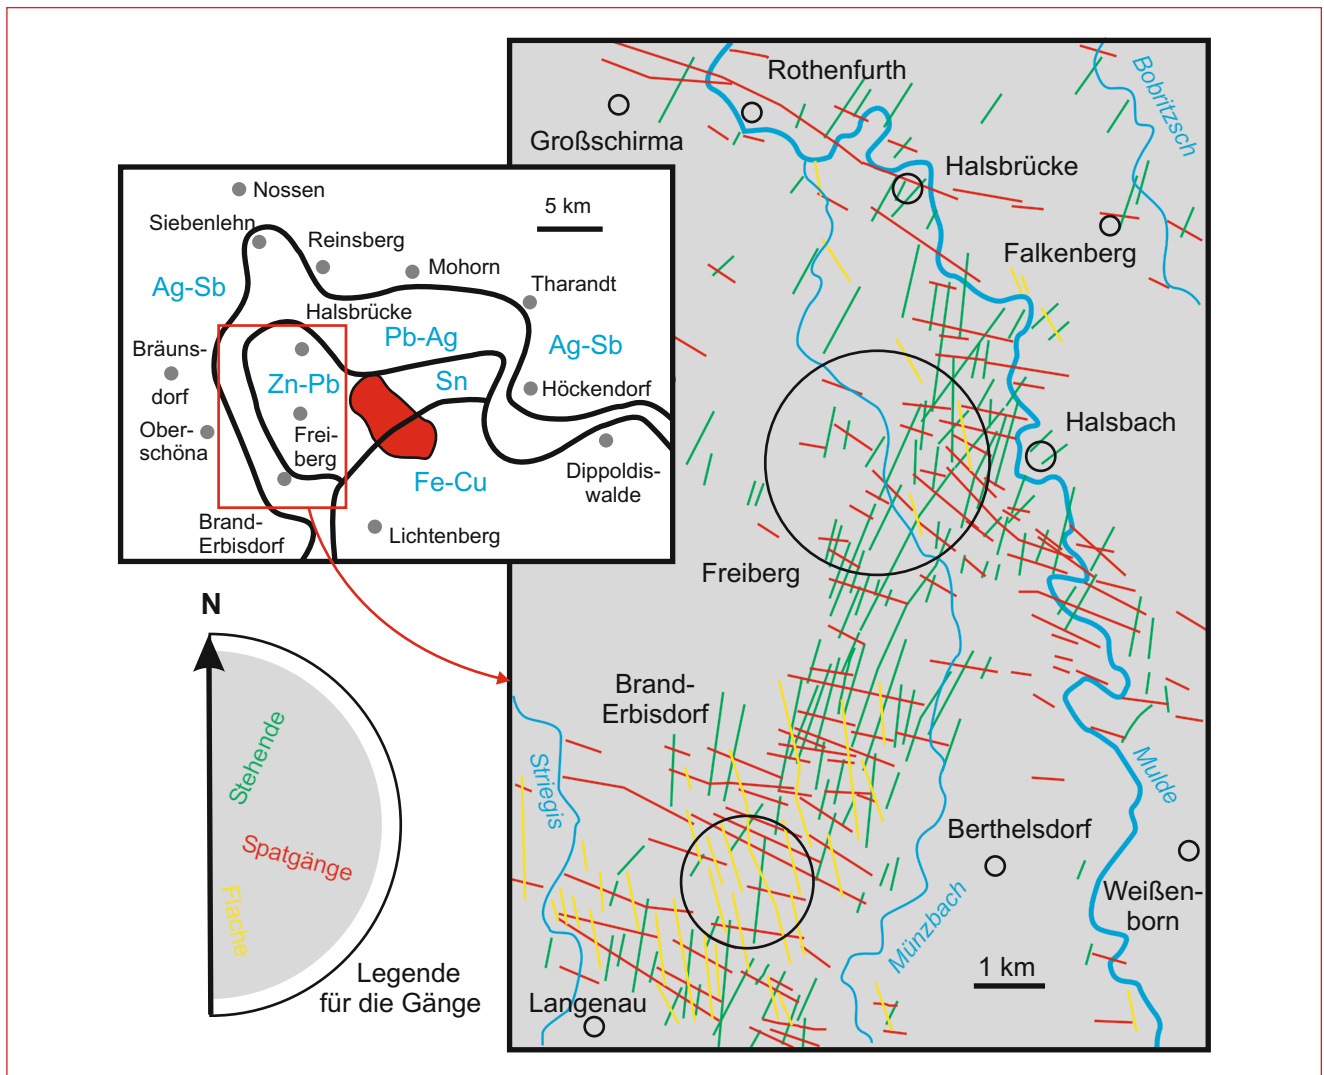 Nossen
Siebenlehn
Reinsberg
5 km
Mohorn
Ag-Sb
Tharandt
Halsbrücke
Pb-Ag
Bräuns-
dorf
Ag-Sb
Zn-Pb
Sn
Höckendorf
Ober-
schöna
Frei-
berg
Fe-Cu
Dippoldis-
walde
Brand-
Erbisdorf
Lichtenberg
N
Stehende
Spatgänge
Flache
Legende
für die Gänge
Rothenfurth
Bobritzsch
Großschirma
Halsbrücke
Falkenberg
Halsbach
Freiberg
Brand-
Erbisdorf
Striegis
Mulde
Berthelsdorf
Weißen-
born
Münzbach
1 km
Langenau